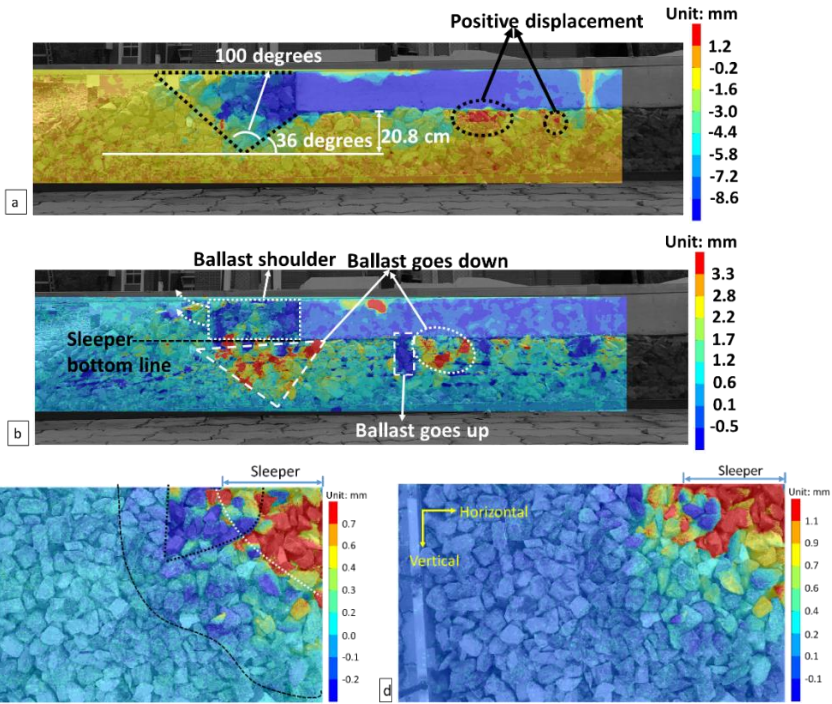 Positive displacement
Unit: mm
100 degrees
36 degrees
20.8 cm
1.2
-0.2
-1.6
-3.0
-4.4
-5.8
-7.2
-8.6
a
Unit: mm
Ballast shoulder
Ballast goes down
Sleeper
bottom line
Ballast goes up
3.3
2.8
2.2
1.7
1.2
0.6
0.1
-0.5
b
Sleeper
Unit: mm
0.7
0.6
0.4
0.3
0.2
0.0
-0.1
-0.2
Sleeper
Unit: mm
Horizontal
Vertical
1.1
0.9
0.7
0.6
0.4
0.2
0.1
-0.1
d